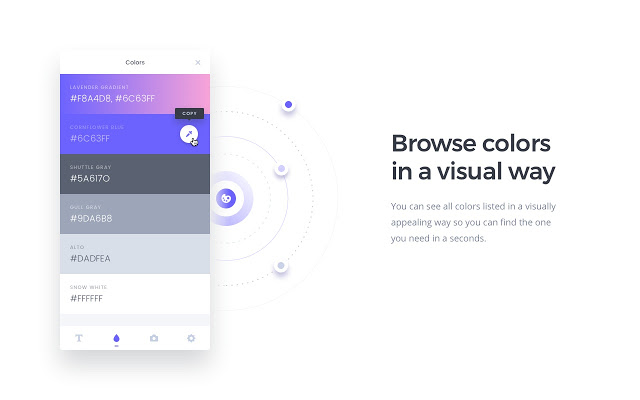 Colors
LAVENDER GRADIENT
#F8A4D8, #6C63FF
COPY
CORNFLOWER BLUE
#6C63FF
SHUTTLE GRAY
#5A6170
GULL GRAY
#9DA6B8
ALTO
#DADFEA
SNOW WHITE
#FFFFFF
T
Browse colors
in a visual way
You can see all colors listed in a visually
appealing way so you can find the one
you need in a seconds.